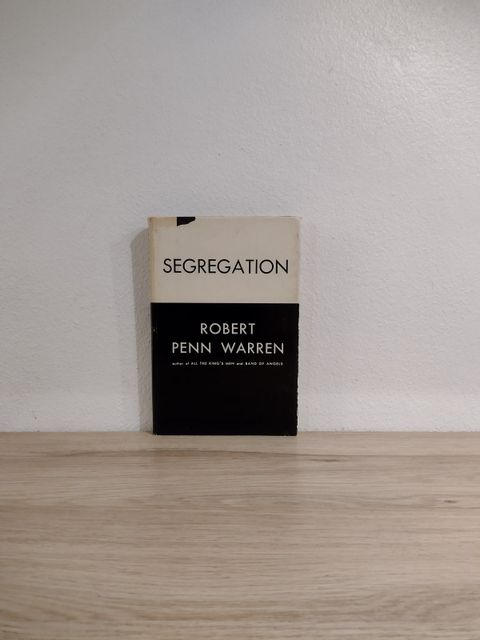 SEGREGATION
ROBERT
PENN WARREN
author of ALL THE KING'S MEN and BAND OF ANGELS